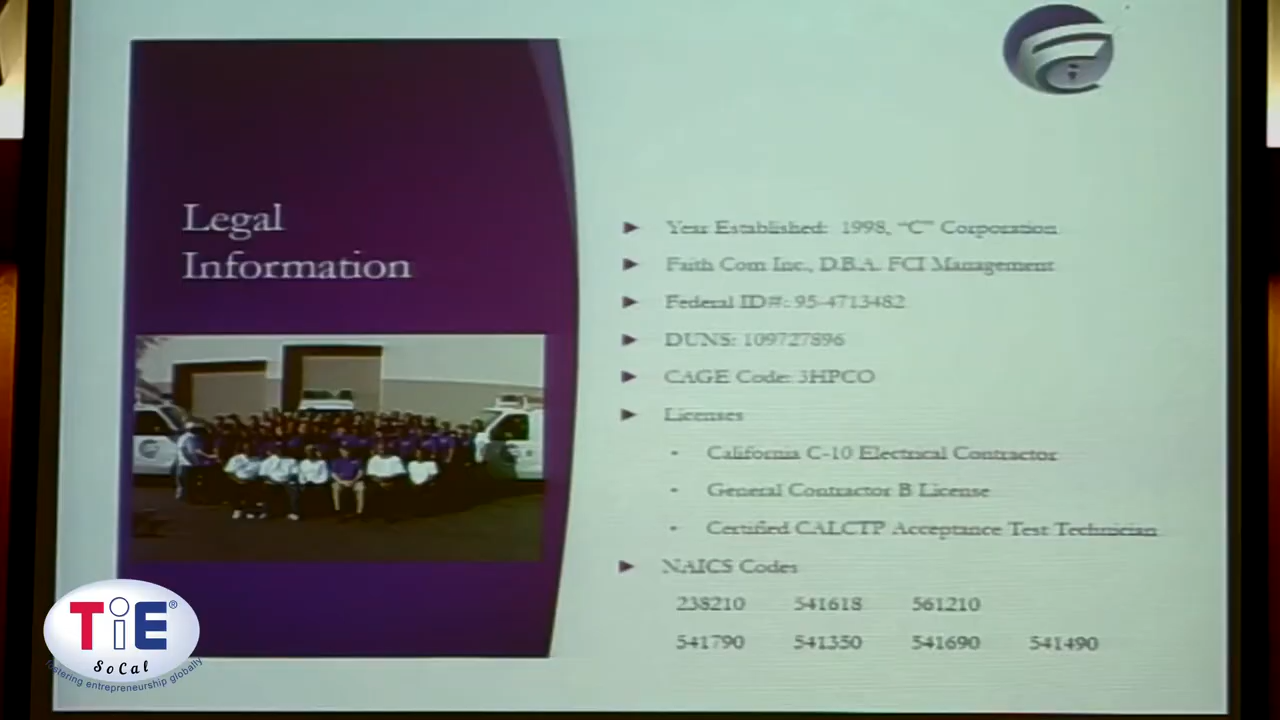 Legal
Information
Year Established: 1998, “C” Corporation
Faith Com Inc., D.B.A. FCI Management
Federal ID#: 95-4713482
DUNS: 109727896
CAGE Code: 3HPCO
Licenses
California C-10 Electrical Contractor
General Contractor B License
Certified CALCTP Acceptance Test Technician
NAICS Codes
238210 541618 561210
541790 541350 541690 541490
TiE®
SoCal
fostering entrepreneurship globally